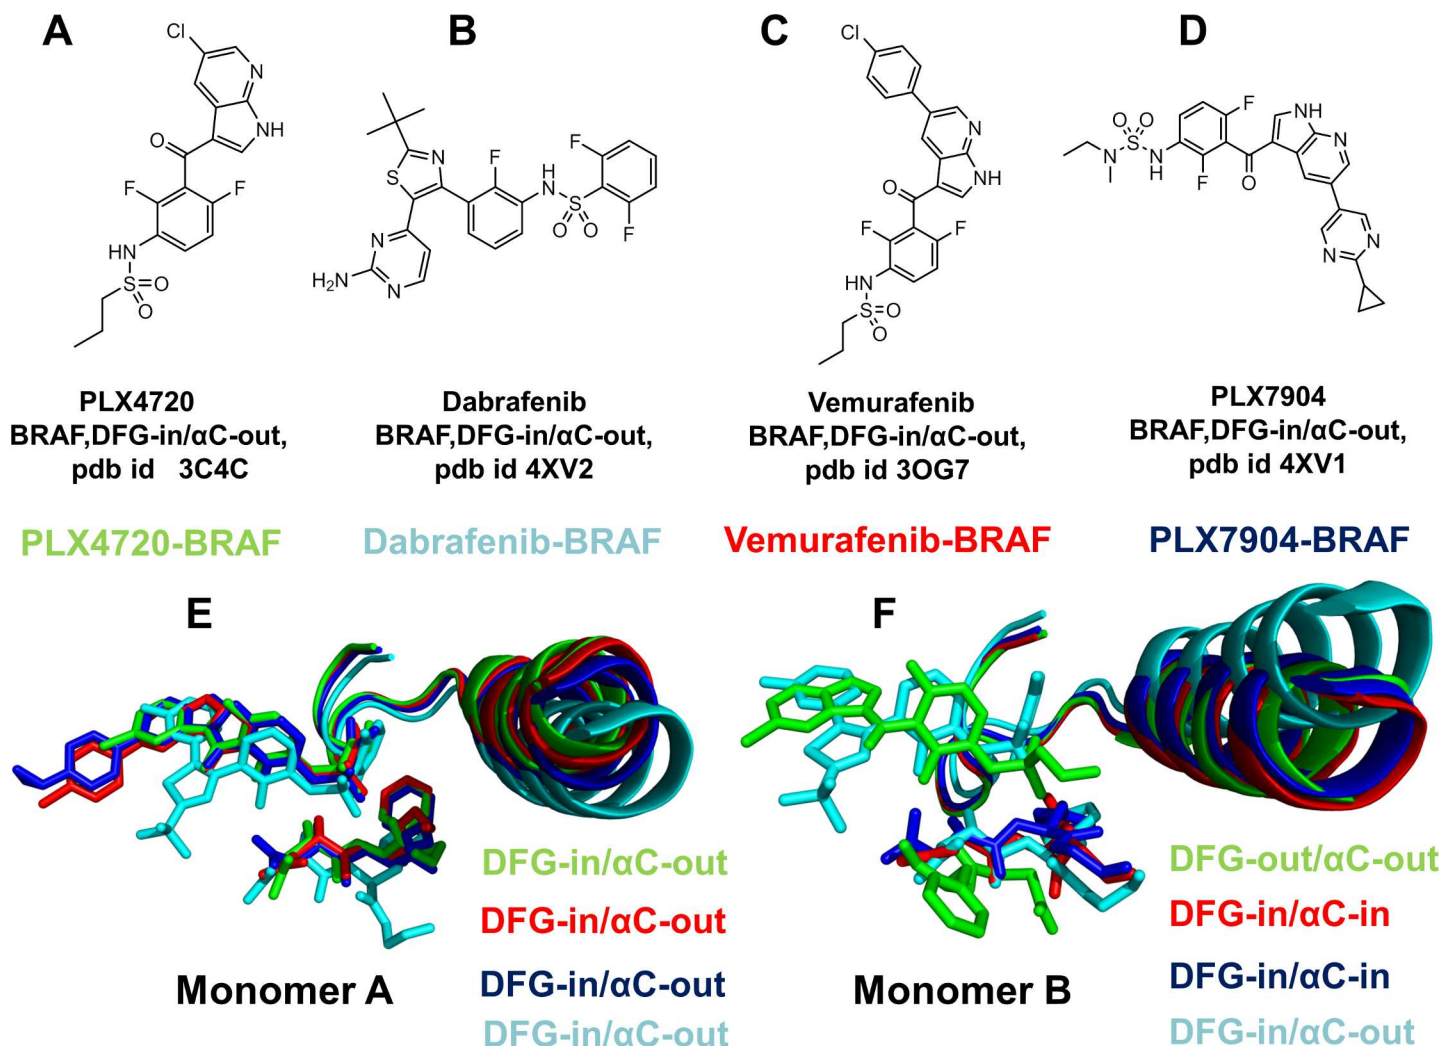 A
B
C
D
Cl
N
NH
O
F
F
HN
S
O
O
N
S
F
H
N
F
S
O
O
F
N
N
H2N
Cl
N
NH
O
F
F
HN
S
O
O
O
O
S
N
N
H
F
F
O
NH
N
N
N
PLX4720
BRAF,DFG-in/αC-out,
pdb id 3C4C
Dabrafenib
BRAF,DFG-in/αC-out,
pdb id 4XV2
Vemurafenib
BRAF,DFG-in/αC-out,
pdb id 3OG7
PLX7904
BRAF,DFG-in/αC-out,
pdb id 4XV1
PLX4720-BRAF
Dabrafenib-BRAF
Vemurafenib-BRAF
PLX7904-BRAF
E
DFG-in/αC-out
DFG-in/αC-out
DFG-in/αC-out
DFG-in/αC-out
Monomer A
F
DFG-out/αC-out
DFG-in/αC-in
DFG-in/αC-in
DFG-in/αC-out
Monomer B